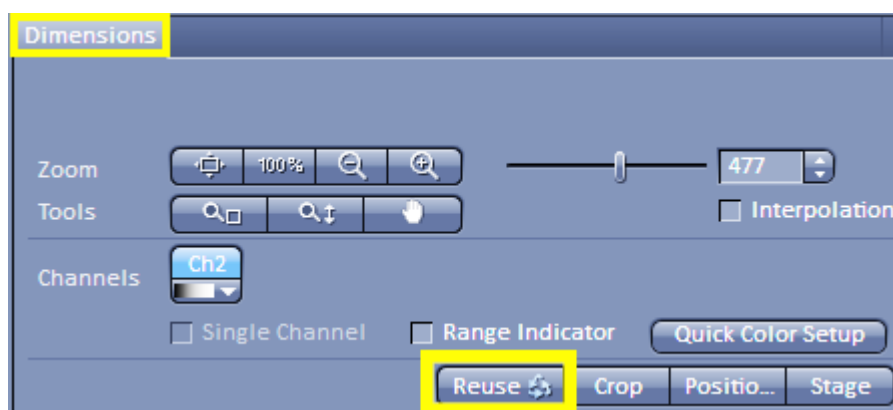 Dimensions
Zoom 100% 477
Tools Interpolation
Channels Ch2
Single Channel Range Indicator Quick Color Setup
Reuse Crop Positio... Stage